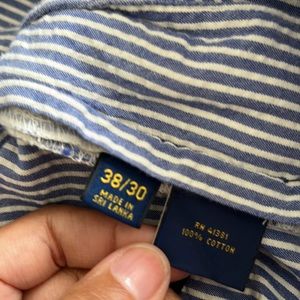 38/30
MADE IN
SRI LANKA
RN 41381
100% COTTON